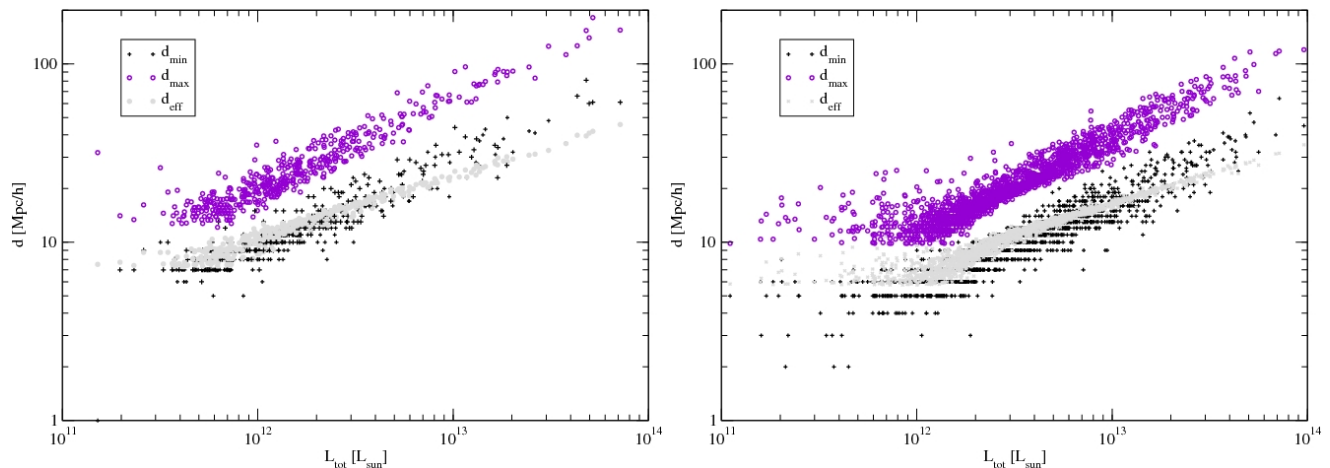 d_min
d_max
d_eff
d [Mpc/h]
100
10
1
10^11
10^12
10^13
10^14
L_tot [L_sun]
d_min
d_max
d_eff
d [Mpc/h]
100
10
1
10^11
10^12
10^13
10^14
L_tot [L_sun]